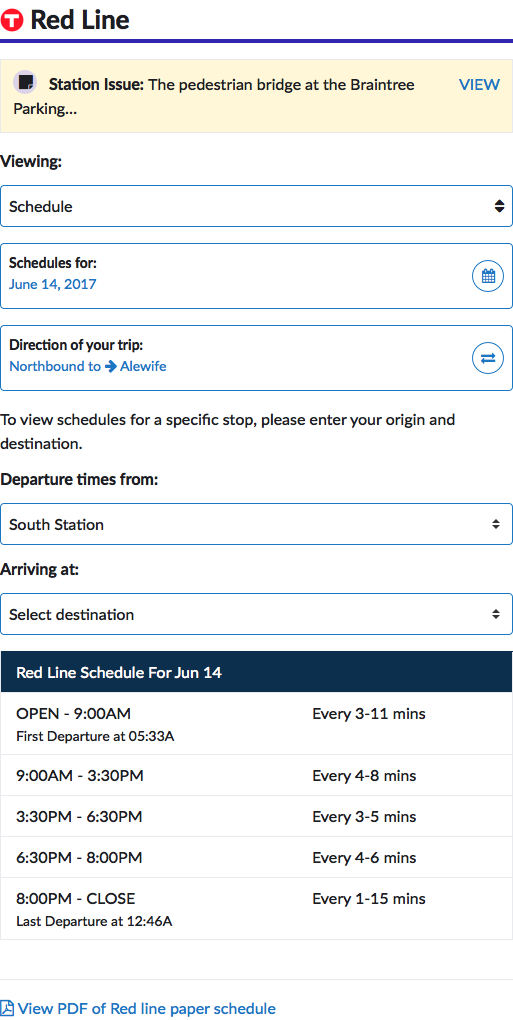 T Red Line
Station Issue: The pedestrian bridge at the Braintree VIEW
Parking...
Viewing:
Schedule
Schedules for:
June 14, 2017
Direction of your trip:
Northbound to → Alewife
To view schedules for a specific stop, please enter your origin and
destination.
Departure times from:
South Station
Arriving at:
Select destination
Red Line Schedule For Jun 14
OPEN - 9:00AM Every 3-11 mins
First Departure at 05:33A
9:00AM - 3:30PM Every 4-8 mins
3:30PM - 6:30PM Every 3-5 mins
6:30PM - 8:00PM Every 4-6 mins
8:00PM - CLOSE Every 1-15 mins
Last Departure at 12:46A
View PDF of Red line paper schedule